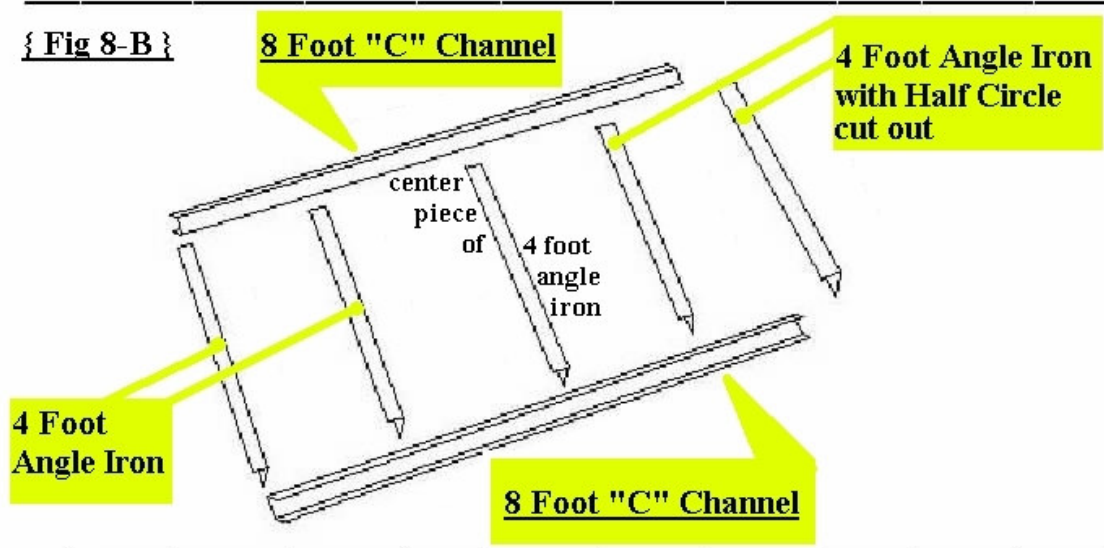 { Fig 8-B }
8 Foot "C" Channel
4 Foot Angle Iron
with Half Circle
cut out
center
piece
of
4 foot
angle
iron
4 Foot
Angle Iron
8 Foot "C" Channel